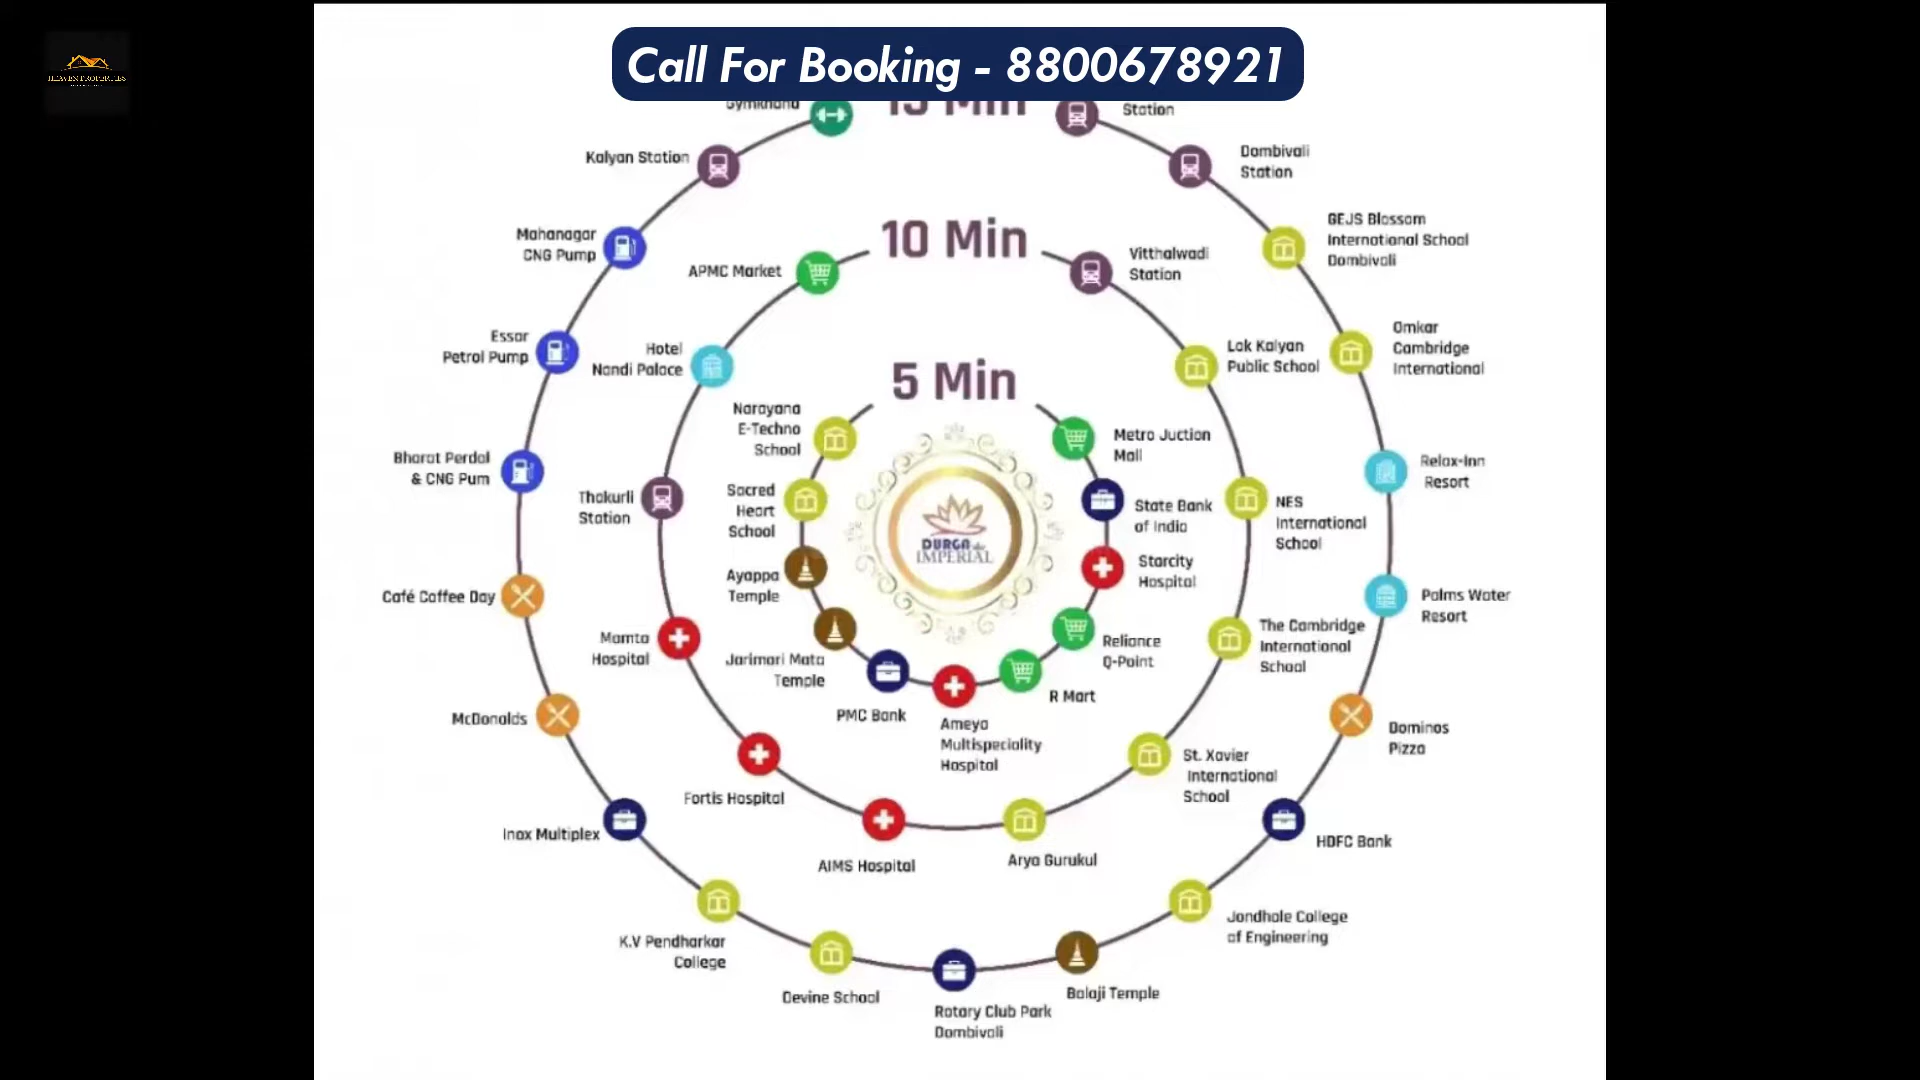 Call For Booking - 8800678921
HEAVEN PROPERTIES
Gymkhana
15 Min
Station
Kalyan Station
Dombivali
Station
Mahanagar
CNG Pump
GEJS Blossom
International School
Dombivali
10 Min
APMC Market
Vitthalwadi
Station
Essar
Petrol Pump
Hotel
Nandi Palace
Lok Kalyan
Public School
Omkar
Cambridge
International
5 Min
Narayana
E-Techno
School
Metro Juction
Mall
Bharat Perdol
& CNG Pum
Relax-Inn
Resort
Thakurli
Station
Sacred
Heart
School
State Bank
of India
NES
International
School
DURGA de
IMPERIAL
Ayappa
Temple
Starcity
Hospital
Café Coffee Day
Palms Water
Resort
Mamta
Hospital
Jarimari Mata
Temple
Reliance
Q-Point
The Cambridge
International
School
PMC Bank
R Mart
Ameya
Multispeciality
Hospital
McDonalds
Dominos
Pizza
Fortis Hospital
St. Xavier
International
School
Inox Multiplex
HDFC Bank
AIMS Hospital
Arya Gurukul
K.V Pendharkar
College
Jondhale College
of Engineering
Devine School
Balaji Temple
Rotary Club Park
Dombivali